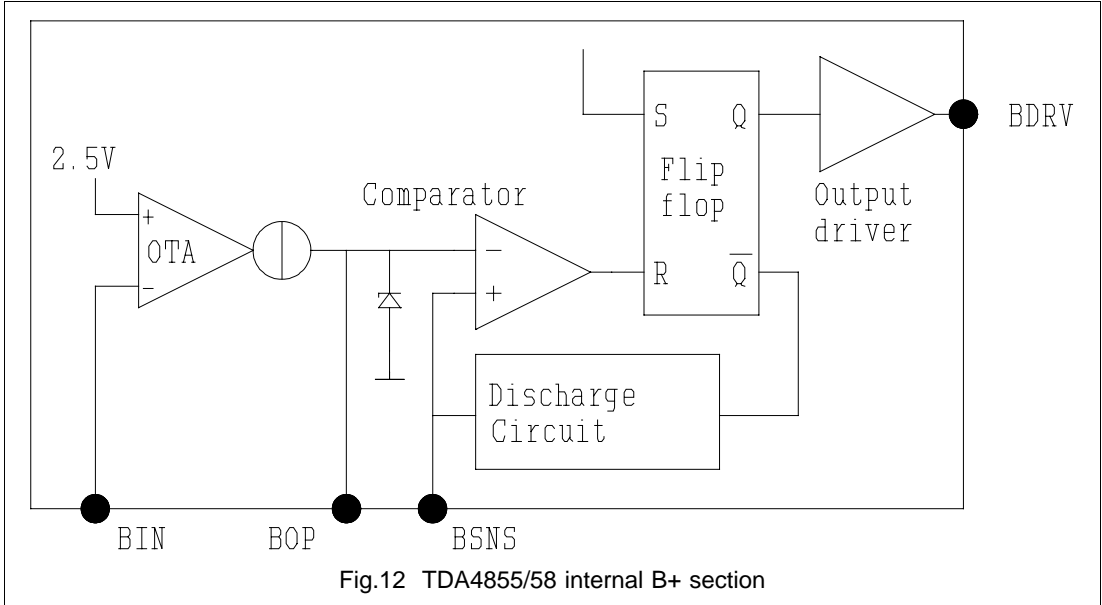 S Q
BDRV
Flip
flop
2.5V
Comparator
Output
driver
+
OTA
-
-
+
R Q̅
Discharge
Circuit
BIN BOP BSNS
Fig.12 TDA4855/58 internal B+ section